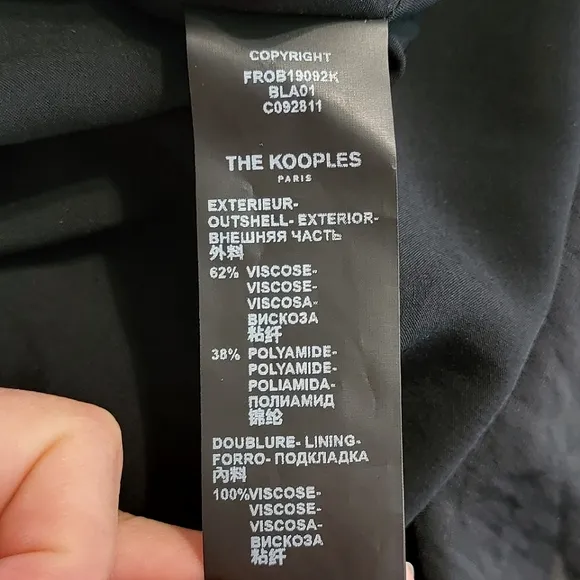 COPYRIGHT
FROB19092K
BLA01
C092811
THE KOOPLES
PARIS
EXTERIEUR-
OUTSHELL- EXTERIOR-
ВНЕШНЯЯ ЧАСТЬ
外料
62% VISCOSE-
VISCOSE-
VISCOSA-
ВИСКОЗА
粘纤
38% POLYAMIDE-
POLYAMIDE-
POLIAMIDA-
ПОЛИАМИД
锦纶
DOUBLURE- LINING-
FORRO- ПОДКЛАДКА
內料
100%VISCOSE-
VISCOSE-
VISCOSA-
ВИСКОЗА
粘纤